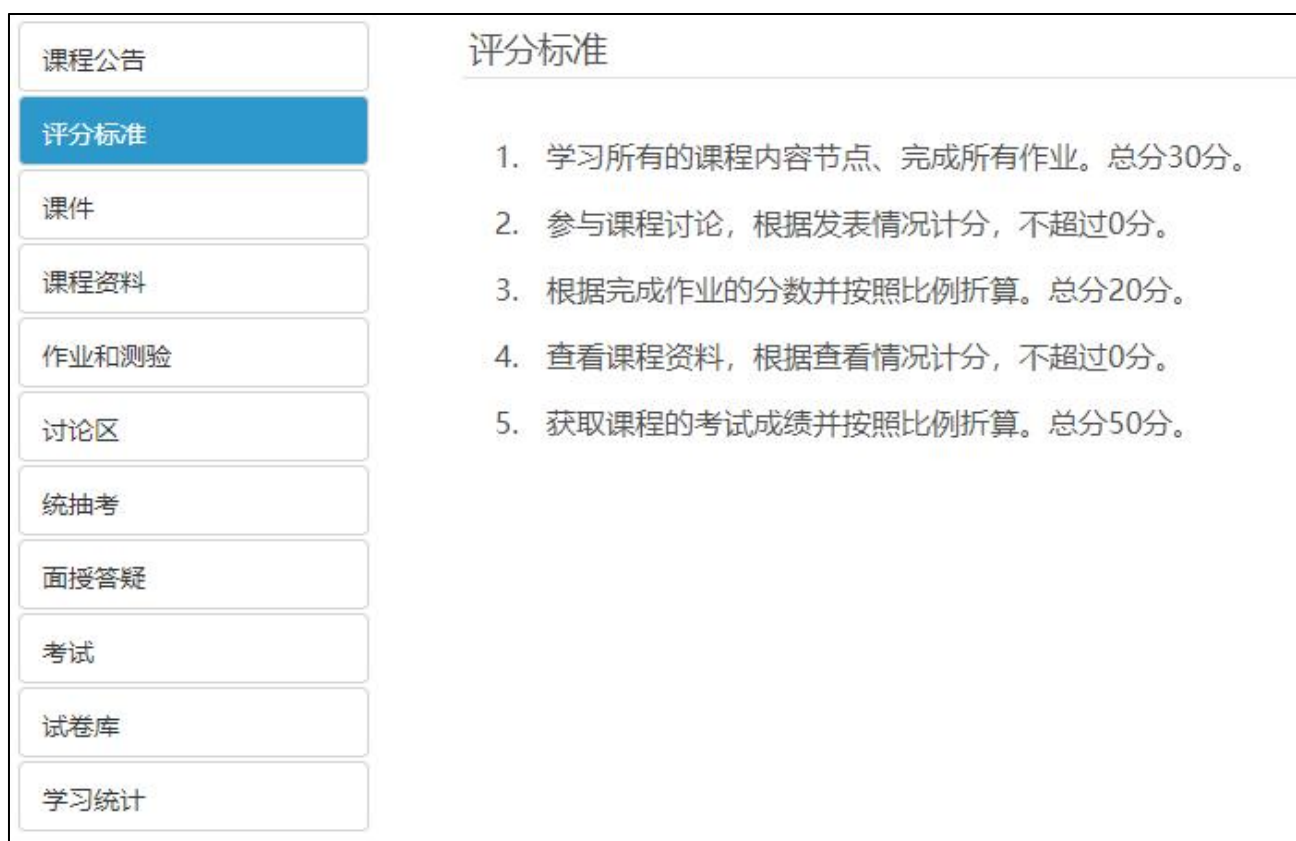 课程公告
评分标准
课件
课程资料
作业和测验
讨论区
统抽考
面授答疑
考试
试卷库
学习统计
评分标准
1. 学习所有的课程内容节点、完成所有作业。总分30分。
2. 参与课程讨论，根据发表情况计分，不超过0分。
3. 根据完成作业的分数并按照比例折算。总分20分。
4. 查看课程资料，根据查看情况计分，不超过0分。
5. 获取课程的考试成绩并按照比例折算。总分50分。